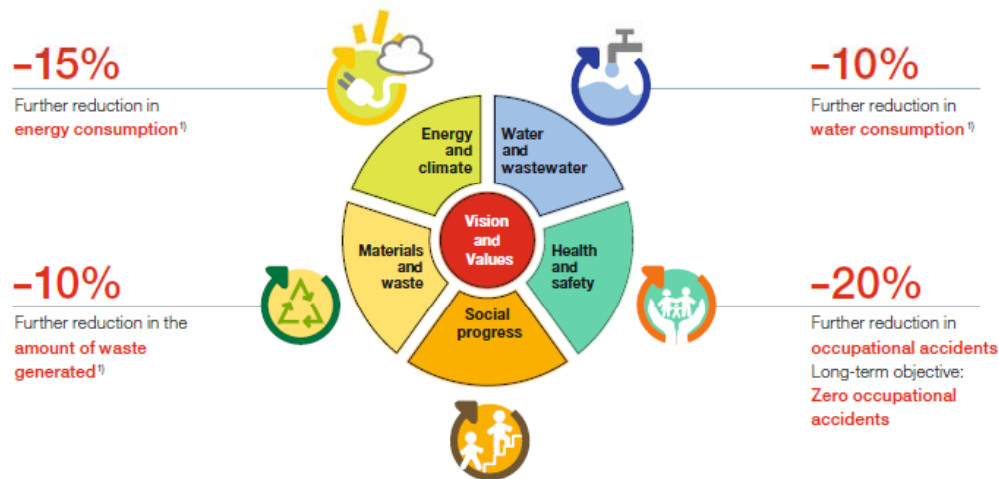 –15%
Further reduction in
energy consumption 1)
–10%
Further reduction in
water consumption 1)
Energy
and
climate
Water
and
wastewater
Vision
and
Values
Materials
and
waste
Health
and
safety
Social
progress
–10%
Further reduction in the
amount of waste
generated 1)
–20%
Further reduction in
occupational accidents
Long-term objective:
Zero occupational
accidents